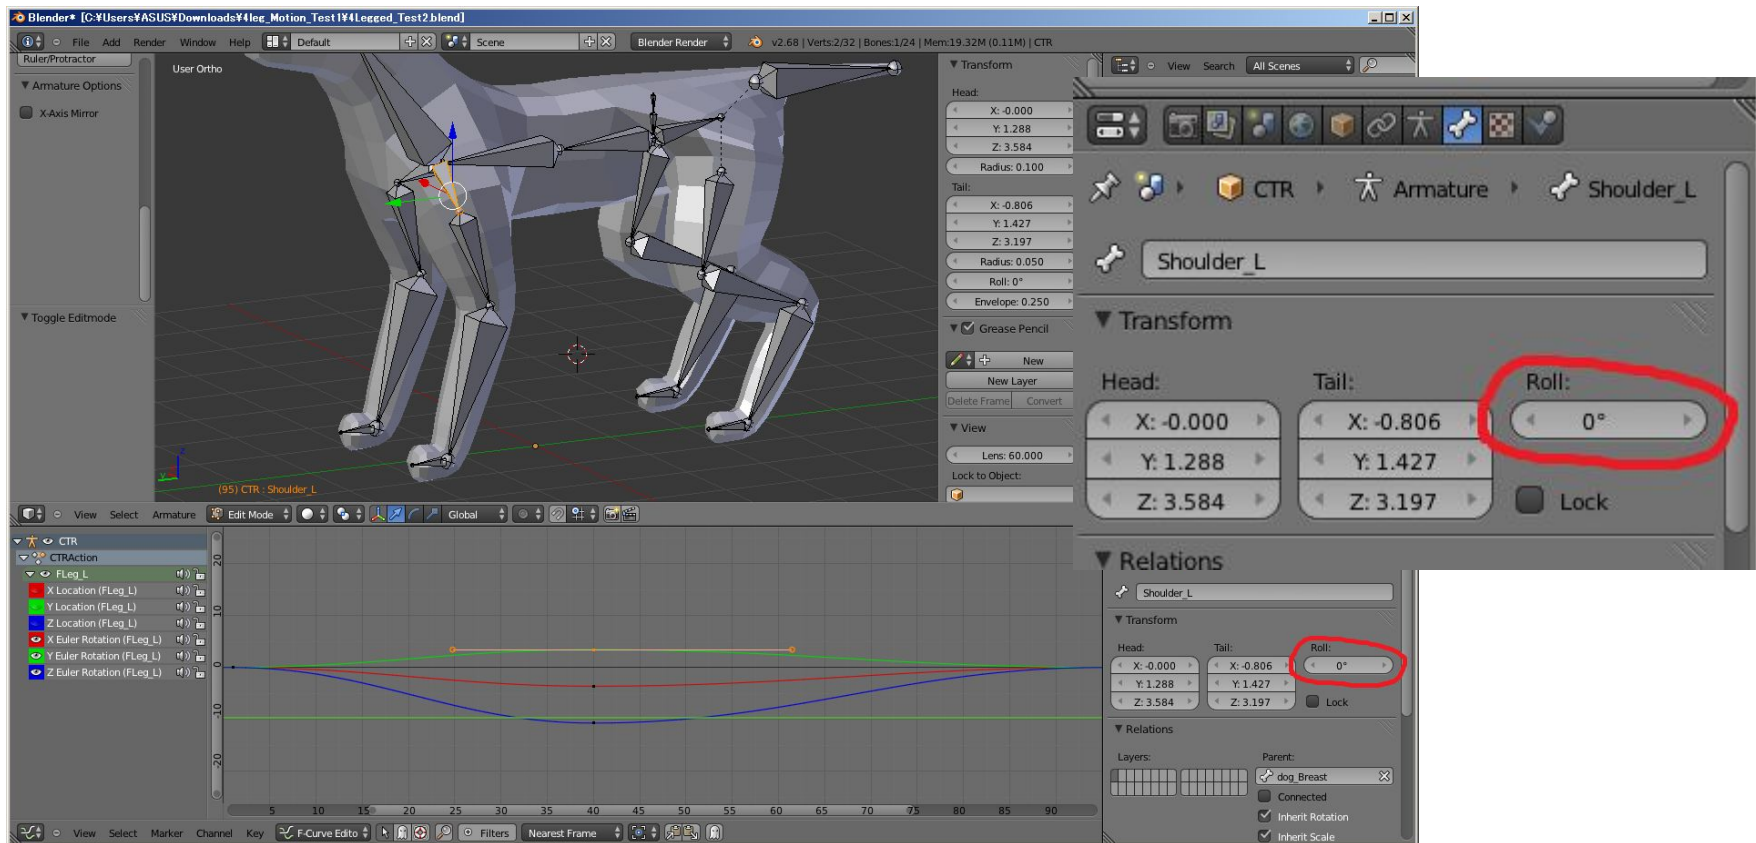 Blender* [C:¥Users¥ASUS¥Downloads¥4leg_Motion_Test1¥4Legged_Test2.blend]
File Add Render Window Help Default Scene Blender Render v2.68 | Verts:2/32 | Bones:1/24 | Mem:19.32M (0.11M) | CTR
Ruler/Protractor
Armature Options
X-Axis Mirror
Toggle Editmode
User Ortho
(95) CTR : Shoulder_L
z
y
Transform
Head:
X: -0.000
Y: 1.288
Z: 3.584
Radius: 0.100
Tail:
X: -0.806
Y: 1.427
Z: 3.197
Radius: 0.050
Roll: 0°
Envelope: 0.250
Grease Pencil
New
New Layer
Delete Frame Convert
View
Lens: 60.000
Lock to Object:
View Search All Scenes
CTR Armature Shoulder_L
Shoulder_L
Transform
Head: Tail: Roll:
X: -0.000 X: -0.806 0°
Y: 1.288 Y: 1.427
Z: 3.584 Z: 3.197 Lock
Relations
View Select Armature Edit Mode Global
CTR
CTRAction
FLeg_L
X Location (FLeg_L)
Y Location (FLeg_L)
Z Location (FLeg_L)
X Euler Rotation (FLeg_L)
Y Euler Rotation (FLeg_L)
Z Euler Rotation (FLeg_L)
20
10
0
-10
-20
5 10 15 20 25 30 35 40 45 50 55 60 65 70 75 80 85 90
View Select Marker Channel Key F-Curve Edito Filters Nearest Frame
Shoulder_L
Transform
Head: Tail: Roll:
X: -0.000 X: -0.806 0°
Y: 1.288 Y: 1.427
Z: 3.584 Z: 3.197 Lock
Relations
Layers: Parent:
dog_Breast
Connected
Inherit Rotation
Inherit Scale